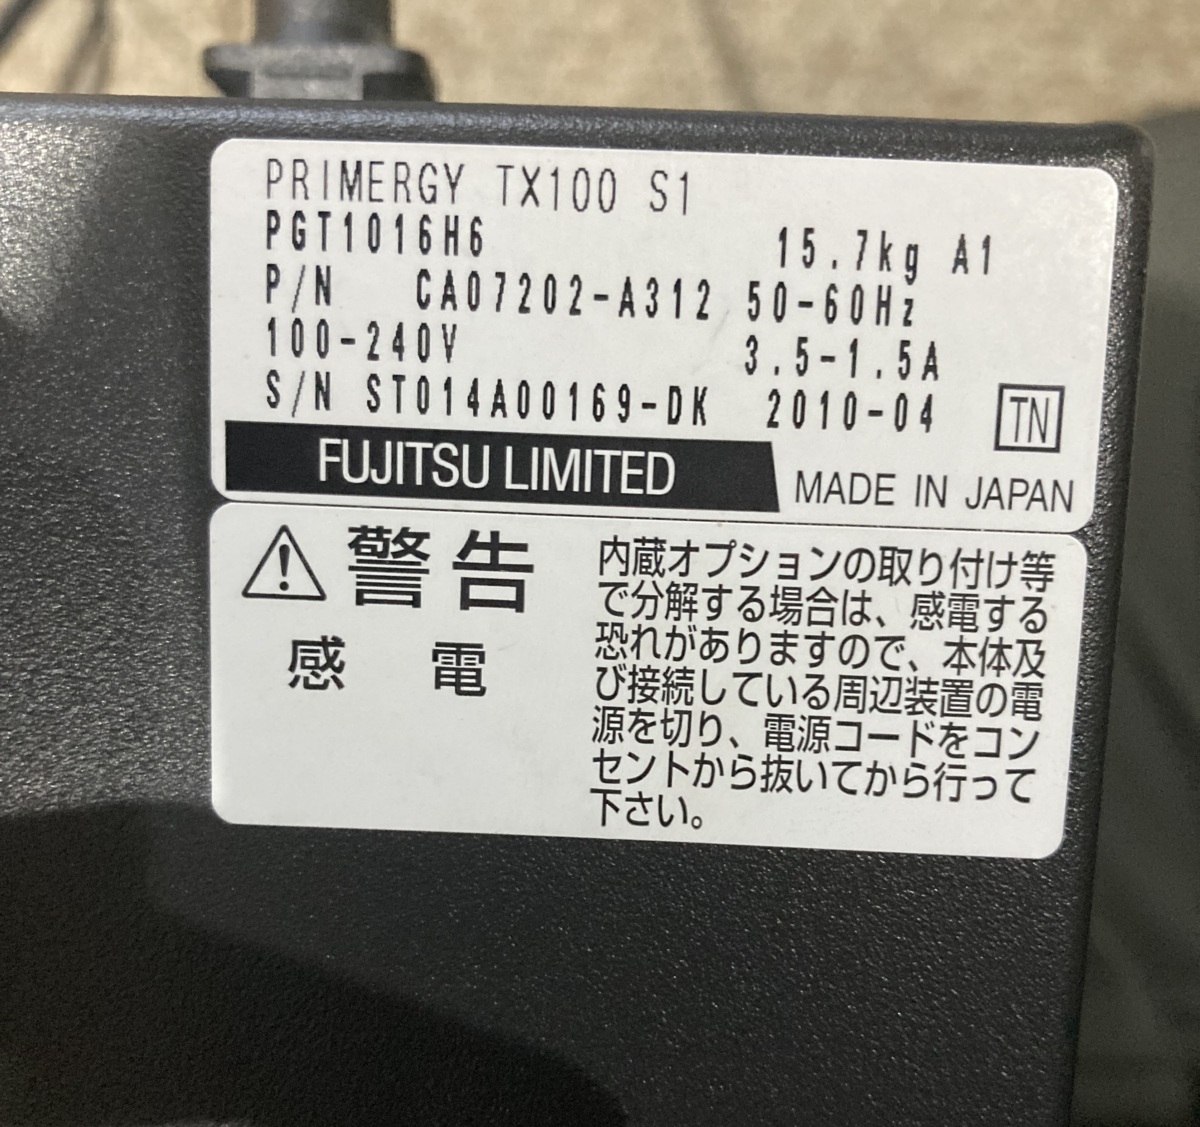 PRIMERGY TX100 S1
PGT1016H6 15.7kg A1
P/N CA07202-A312 50-60Hz
100-240V 3.5-1.5A
S/N ST014A00169-DK 2010-04 TN
FUJITSU LIMITED MADE IN JAPAN
警告
感電
内蔵オプションの取り付け等
で分解する場合は、感電する
恐れがありますので、本体及
び接続している周辺装置の電
源を切り、電源コードをコン
セントから抜いてから行って
下さい。